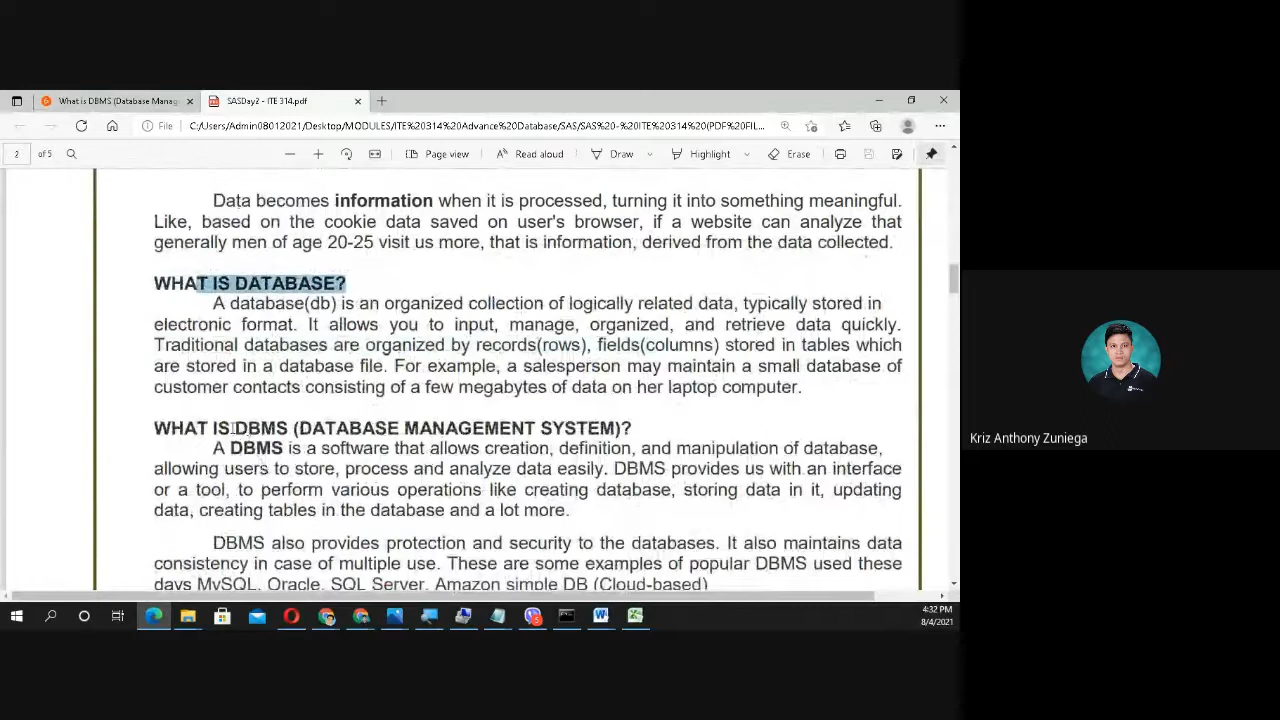 What is DBMS (Database Manag
SASDay2 - ITE 314.pdf
File
C:/Users/Admin08012021/Desktop/MODULES/ITE%20314%20Advance%20Database/SAS/SAS%20-%20ITE%20314%20(PDF%20FIL...
2
of 5
Page view
Read aloud
Draw
Highlight
Erase
Data becomes information when it is processed, turning it into something meaningful.
Like, based on the cookie data saved on user's browser, if a website can analyze that
generally men of age 20-25 visit us more, that is information, derived from the data collected.
WHAT IS DATABASE?
A database(db) is an organized collection of logically related data, typically stored in
electronic format. It allows you to input, manage, organized, and retrieve data quickly.
Traditional databases are organized by records(rows), fields(columns) stored in tables which
are stored in a database file. For example, a salesperson may maintain a small database of
customer contacts consisting of a few megabytes of data on her laptop computer.
WHAT IS DBMS (DATABASE MANAGEMENT SYSTEM)?
A DBMS is a software that allows creation, definition, and manipulation of database,
allowing users to store, process and analyze data easily. DBMS provides us with an interface
or a tool, to perform various operations like creating database, storing data in it, updating
data, creating tables in the database and a lot more.
DBMS also provides protection and security to the databases. It also maintains data
consistency in case of multiple use. These are some examples of popular DBMS used these
days MySQL, Oracle, SQL Server, Amazon simple DB (Cloud-based)
Kriz Anthony Zuniega
5
4:32 PM
8/4/2021